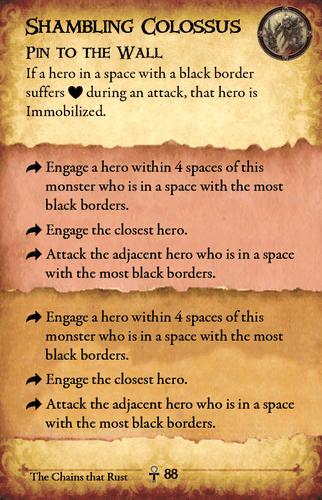 Shambling Colossus
Pin to the Wall
If a hero in a space with a black border
suffers ♥ during an attack, that hero is
Immobilized.
Engage a hero within 4 spaces of this
monster who is in a space with the most
black borders.
Engage the closest hero.
Attack the adjacent hero who is in a space
with the most black borders.
Engage a hero within 4 spaces of this
monster who is in a space with the most
black borders.
Engage the closest hero.
Attack the adjacent hero who is in a space
with the most black borders.
The Chains that Rust ☥ 88